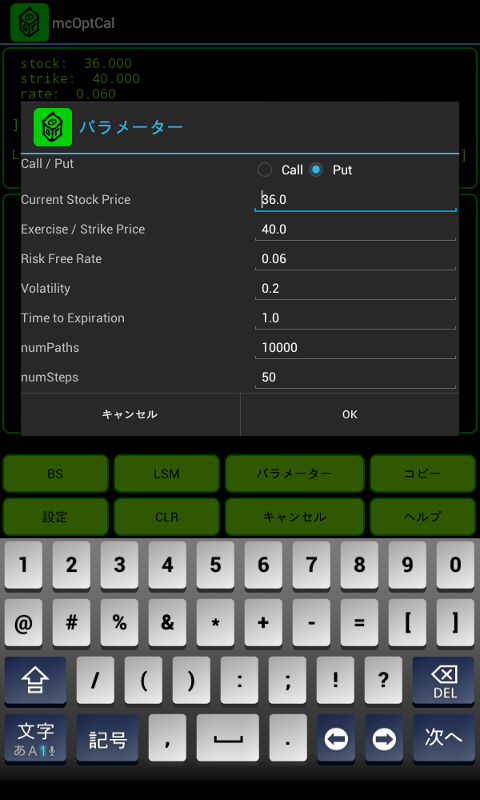 mcOptCal
stock: 36.000
strike: 40.000
rate: 0.060
パラメーター
Call / Put
Call
Put
Current Stock Price 36.0
Exercise / Strike Price 40.0
Risk Free Rate 0.06
Volatility 0.2
Time to Expiration 1.0
numPaths 10000
numSteps 50
キャンセル OK
BS LSM パラメーター コピー
設定 CLR キャンセル ヘルプ
1 2 3 4 5 6 7 8 9 0
@ # % & * + - = [ ]
/ ( ) : ; ! ? DEL
文字 あA1 記号 , . 次へ